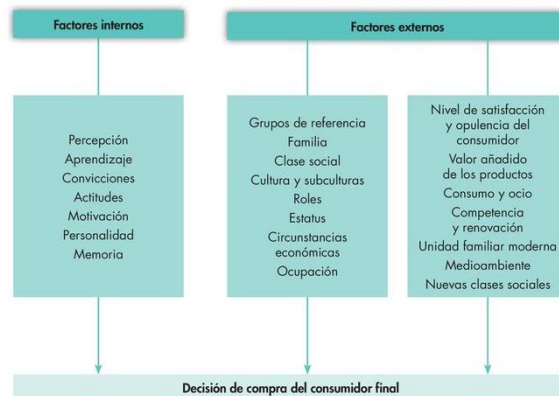 Factores internos
Factores externos
Percepción
Aprendizaje
Convicciones
Actitudes
Motivación
Personalidad
Memoria
Grupos de referencia
Familia
Clase social
Cultura y subculturas
Roles
Estatus
Circunstancias
económicas
Ocupación
Nivel de satisfacción
y opulencia del
consumidor
Valor añadido
de los productos
Consumo y ocio
Competencia
y renovación
Unidad familiar moderna
Medioambiente
Nuevas clases sociales
Decisión de compra del consumidor final